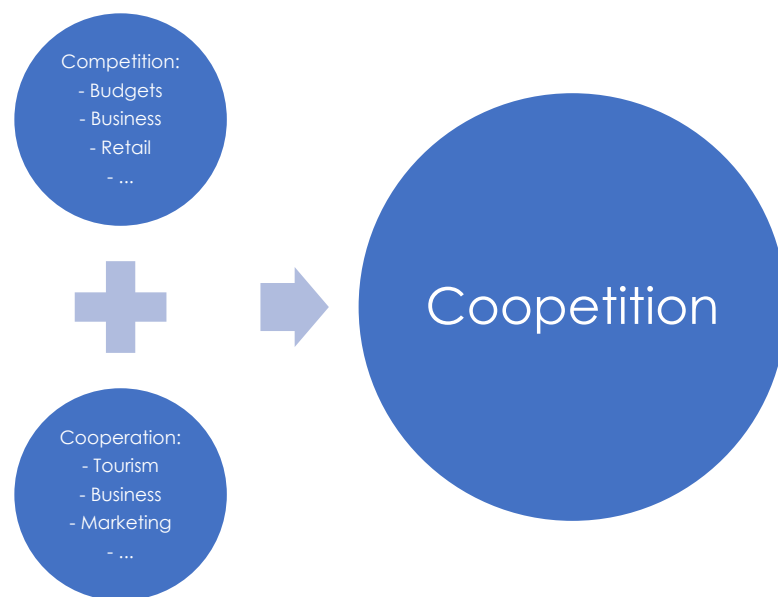 Competition:
- Budgets
- Business
- Retail
- ...
Cooperation:
- Tourism
- Business
- Marketing
- ...
Coopetition